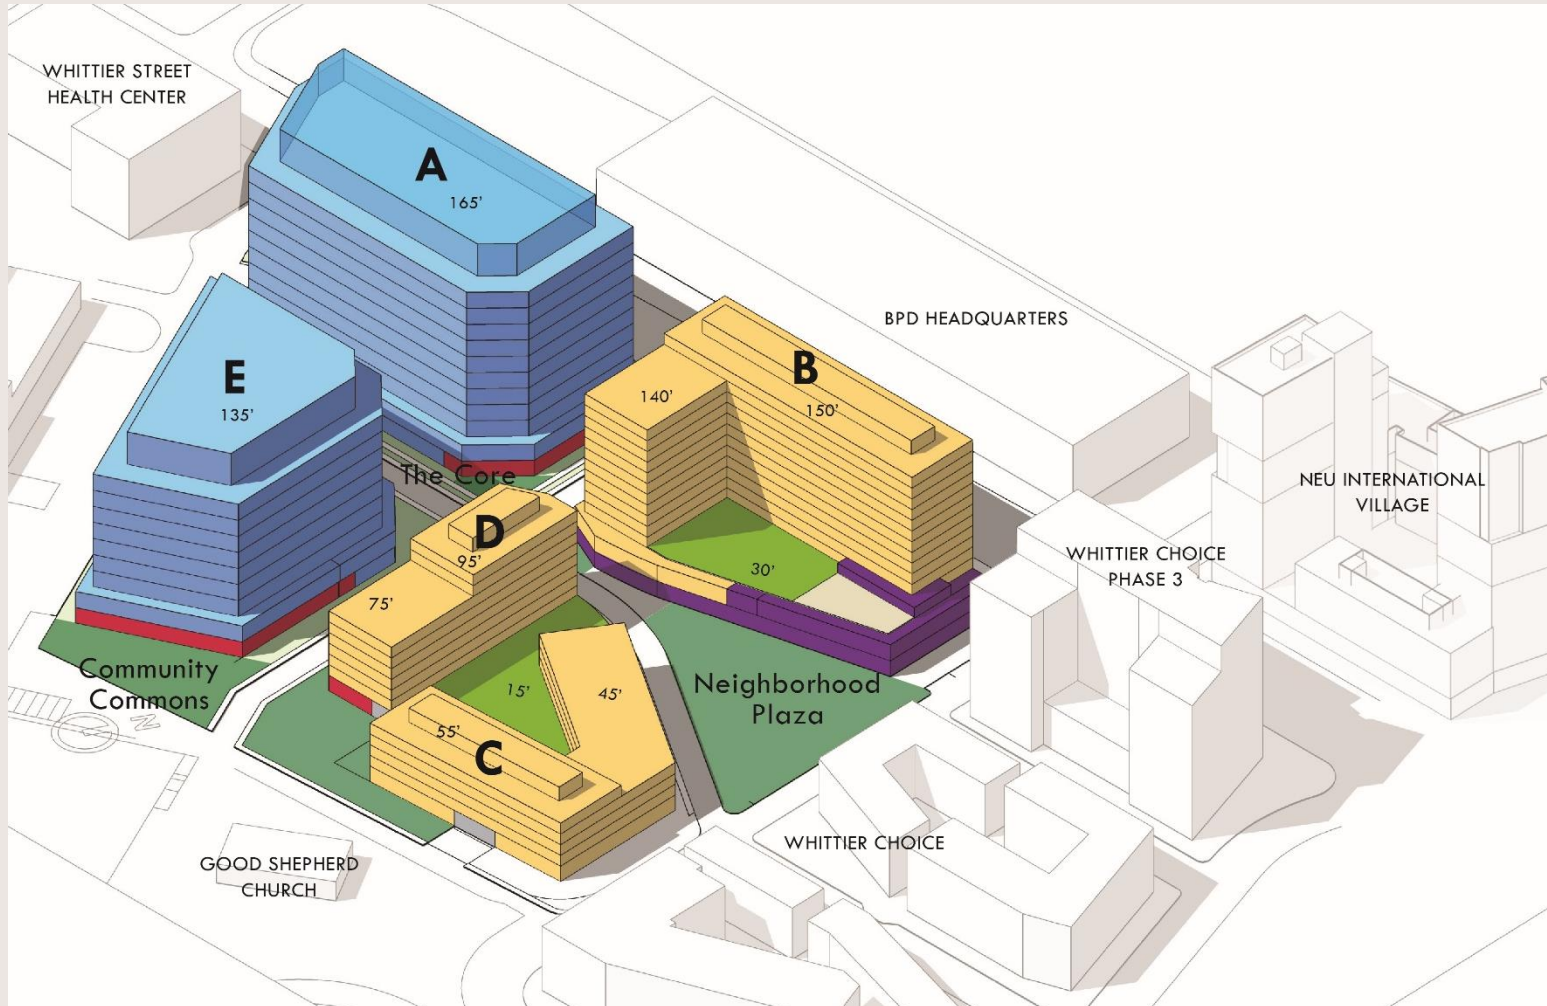 WHITTIER STREET
HEALTH CENTER
A
165'
BPD HEADQUARTERS
E
135'
B
140'
150'
The Core
NEU INTERNATIONAL
VILLAGE
D
95'
WHITTIER CHOICE
PHASE 3
30'
75'
Community
Commons
15'
45'
Neighborhood
Plaza
N
55'
C
WHITTIER CHOICE
GOOD SHEPHERD
CHURCH